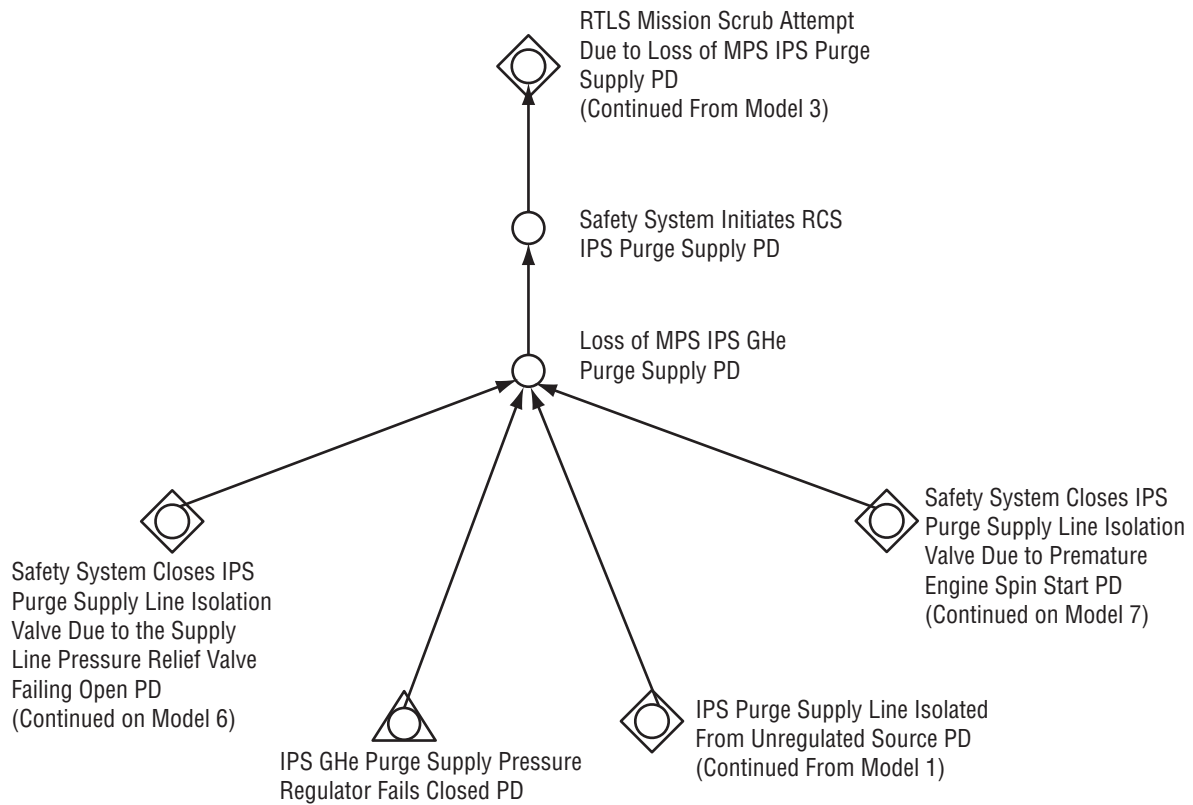 RTLS Mission Scrub Attempt
Due to Loss of MPS IPS Purge
Supply PD
(Continued From Model 3)
Safety System Initiates RCS
IPS Purge Supply PD
Loss of MPS IPS GHe
Purge Supply PD
Safety System Closes IPS
Purge Supply Line Isolation
Valve Due to Premature
Engine Spin Start PD
(Continued on Model 7)
Safety System Closes IPS
Purge Supply Line Isolation
Valve Due to the Supply
Line Pressure Relief Valve
Failing Open PD
(Continued on Model 6)
IPS GHe Purge Supply Pressure
Regulator Fails Closed PD
IPS Purge Supply Line Isolated
From Unregulated Source PD
(Continued From Model 1)